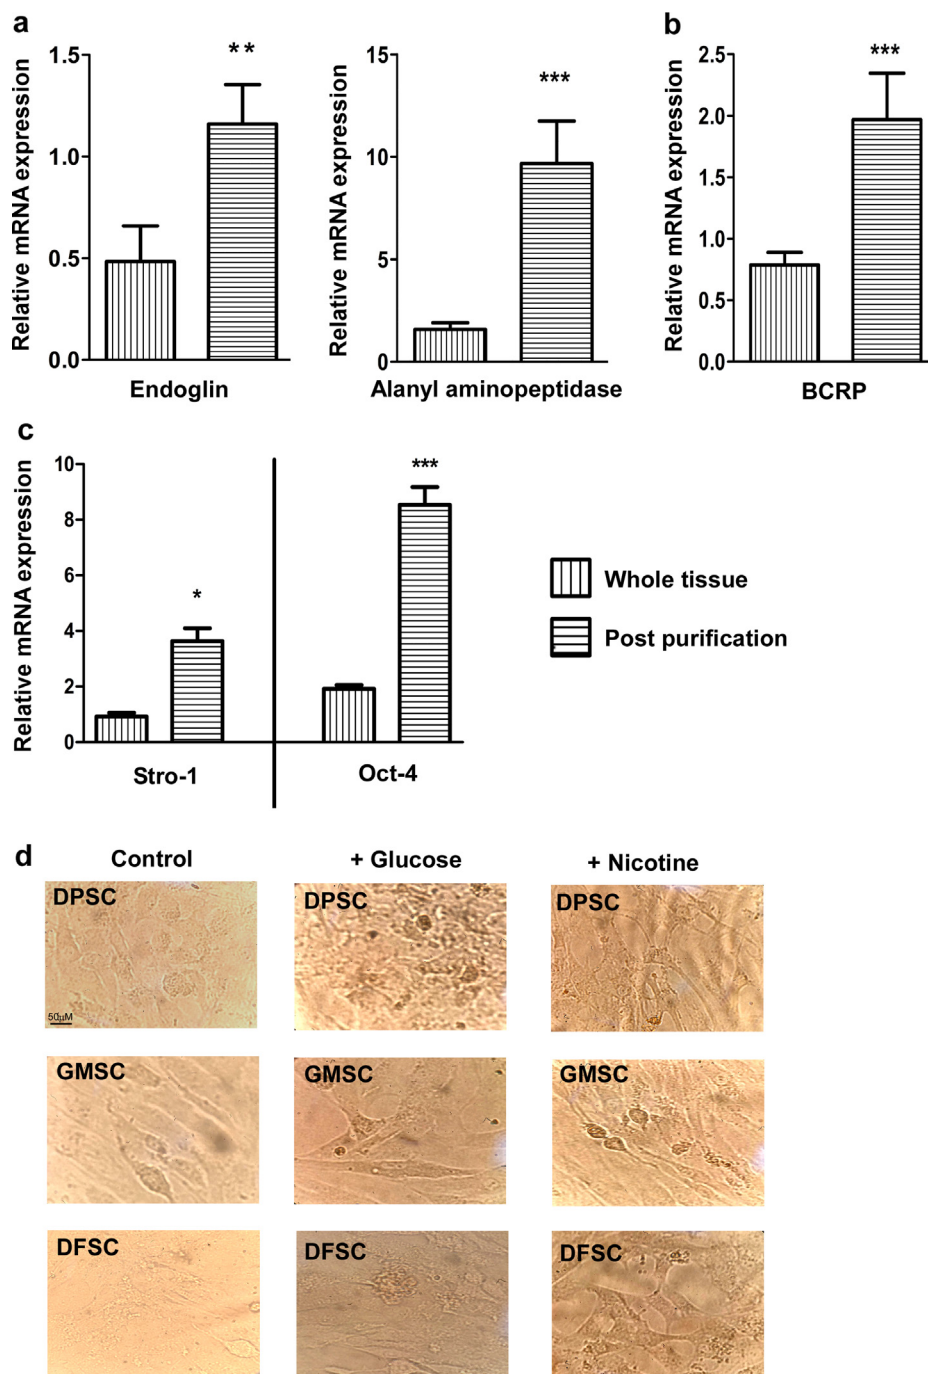 a
b
**
***
***
1.5
1.0
0.5
0.0
Relative mRNA expression
Endoglin
15
10
5
0
Relative mRNA expression
Alanyl aminopeptidase
2.5
2.0
1.5
1.0
0.5
0.0
Relative mRNA expression
BCRP
c
10
8
6
4
2
0
Relative mRNA expression
*
***
Stro-1
Oct-4
Whole tissue
Post purification
d
Control
+ Glucose
+ Nicotine
DPSC
DPSC
DPSC
50µM
GMSC
GMSC
GMSC
DFSC
DFSC
DFSC